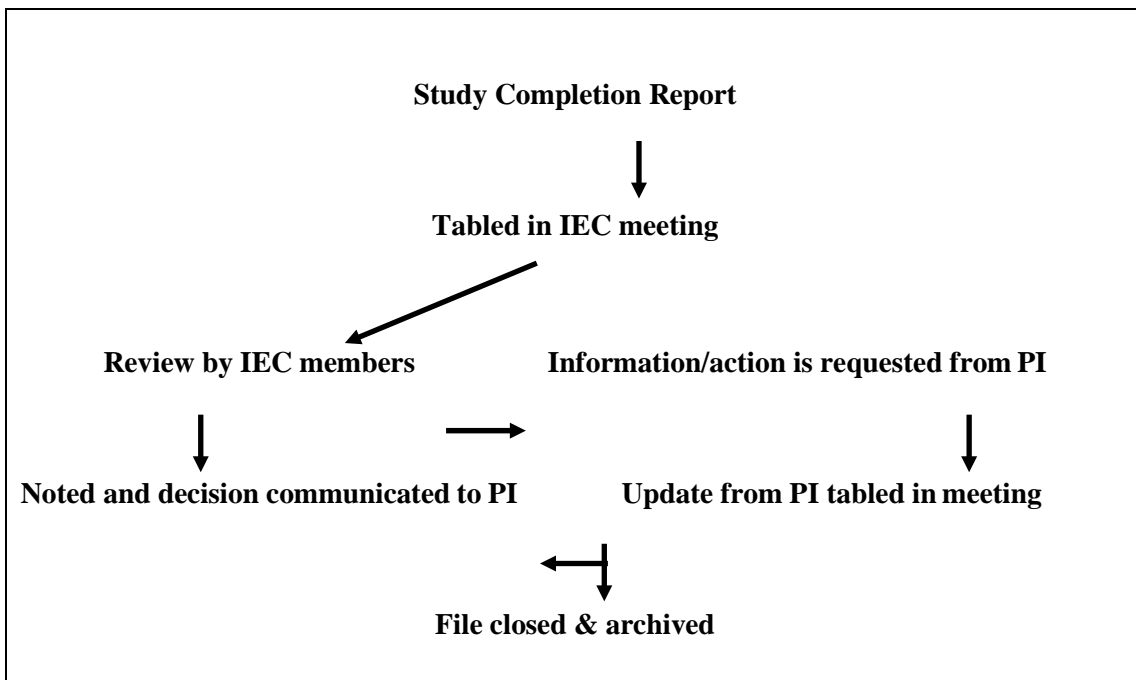 Study Completion Report
Tabled in IEC meeting
Review by IEC members
Information/action is requested from PI
Noted and decision communicated to PI
Update from PI tabled in meeting
File closed & archived